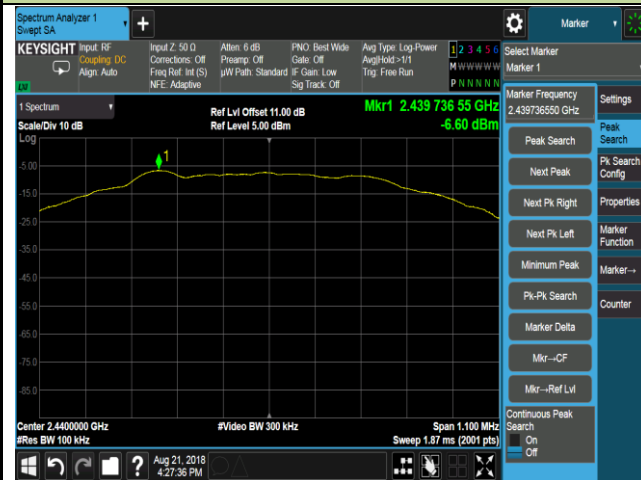 Spectrum Analyzer 1
Swept SA
Marker
KEYSIGHT
Input: RF
Coupling: DC
Align: Auto
Input Z: 50 Ω
Corrections: Off
Freq Ref: Int (S)
NFE: Adaptive
Atten: 6 dB
Preamp: Off
µW Path: Standard
PNO: Best Wide
Gate: Off
IF Gain: Low
Sig Track: Off
Avg Type: Log-Power
Avg|Hold:>1/1
Trig: Free Run
1 2 3 4 5 6
M W W W W W
P N N N N N
Select Marker
Marker 1
1 Spectrum
Scale/Div 10 dB
Log
Ref Lvl Offset 11.00 dB
Ref Level 5.00 dBm
Mkr1 2.439 736 55 GHz
-6.60 dBm
1
-5.00
-15.0
-25.0
-35.0
-45.0
-55.0
-65.0
-75.0
-85.0
Center 2.4400000 GHz
#Res BW 100 kHz
#Video BW 300 kHz
Span 1.100 MHz
Sweep 1.87 ms (2001 pts)
Marker Frequency
2.439736550 GHz
Peak Search
Next Peak
Next Pk Right
Next Pk Left
Minimum Peak
Pk-Pk Search
Marker Delta
Mkr→CF
Mkr→Ref Lvl
Continuous Peak
Search
On
Off
Settings
Peak
Search
Pk Search
Config
Properties
Marker
Function
Marker→
Counter
Aug 21, 2018
4:27:36 PM